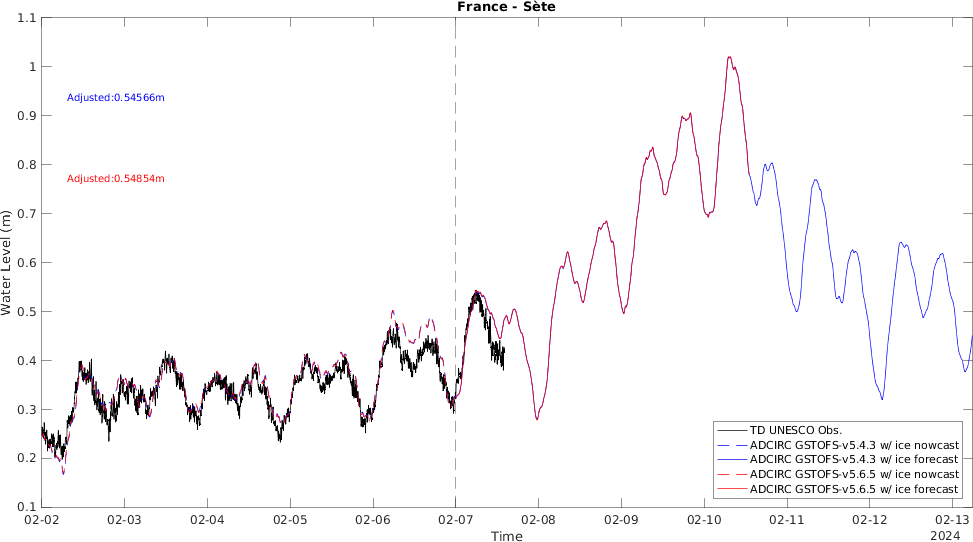 France - Sète
1.1
1
0.9
0.8
0.7
0.6
0.5
0.4
0.3
0.2
0.1
Water Level (m)
Adjusted:0.54566m
Adjusted:0.54854m
TD UNESCO Obs.
ADCIRC GSTOFS-v5.4.3 w/ ice nowcast
ADCIRC GSTOFS-v5.4.3 w/ ice forecast
ADCIRC GSTOFS-v5.6.5 w/ ice nowcast
ADCIRC GSTOFS-v5.6.5 w/ ice forecast
02-02 02-03 02-04 02-05 02-06 02-07 02-08 02-09 02-10 02-11 02-12 02-13
Time
2024